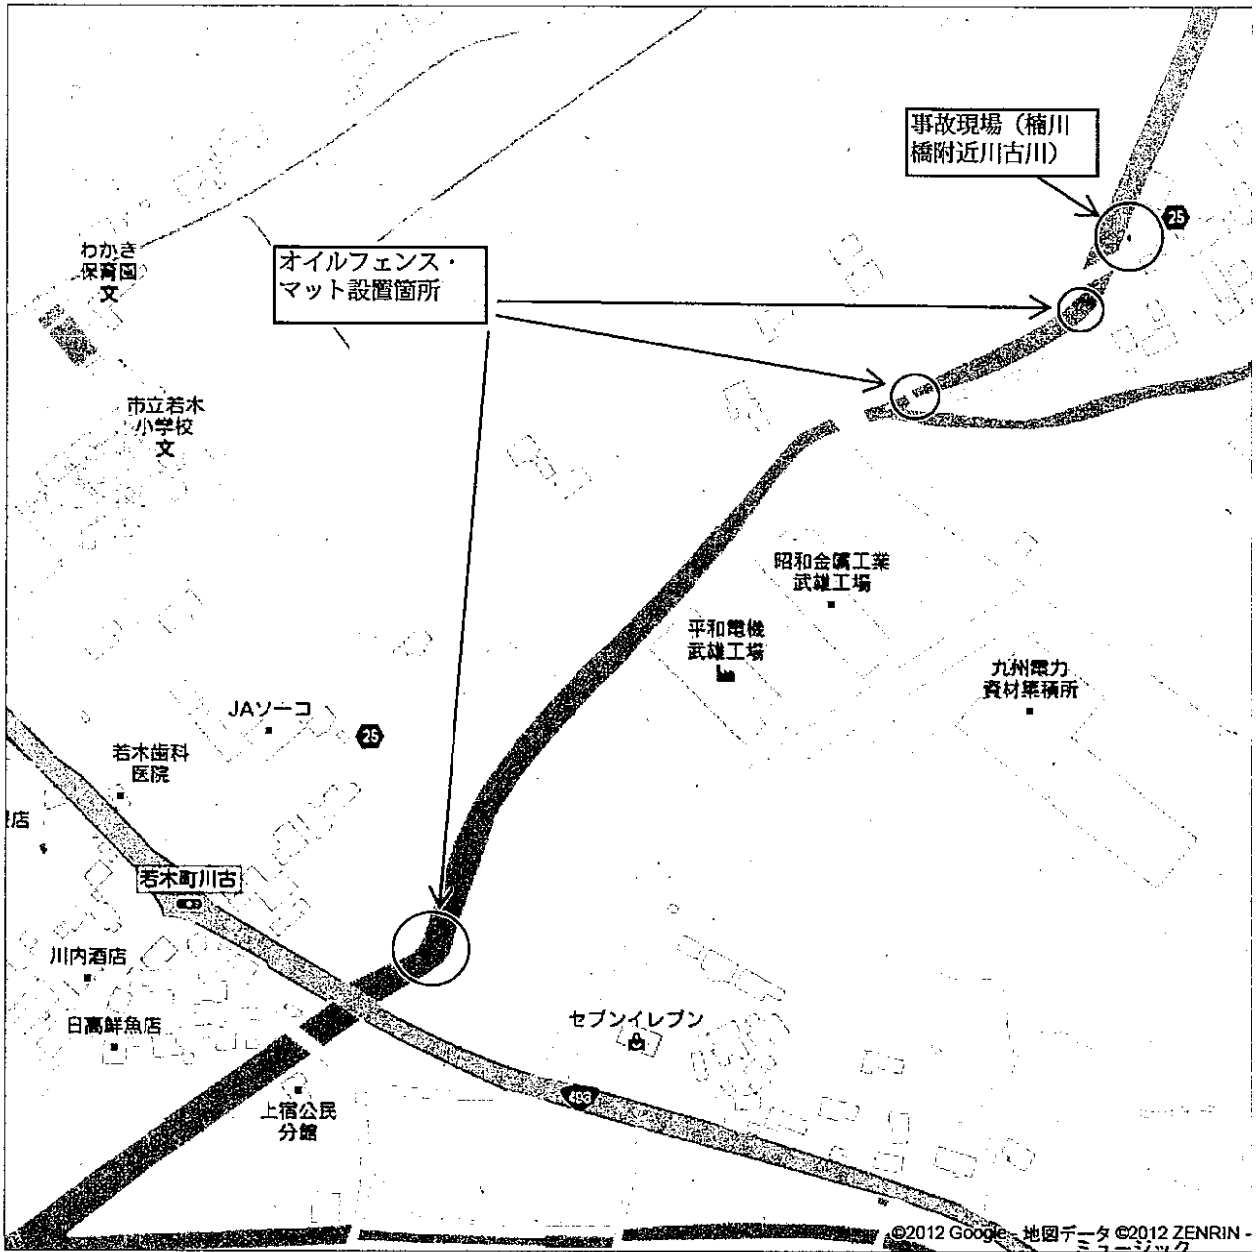 事故現場（楠川
橋附近川古川）
25
わかき
保育園
文
オイルフェンス・
マット設置箇所
市立若木
小学校
文
昭和金属工業
武雄工場
平和電機
武雄工場
九州電力
資材集積所
JAソーコ
25
若木歯科
医院
店
若木町川古
川内酒店
日高鮮魚店
セブンイレブン
上宿公民
分館
498
©2012 Google - 地図データ ©2012 ZENRIN -